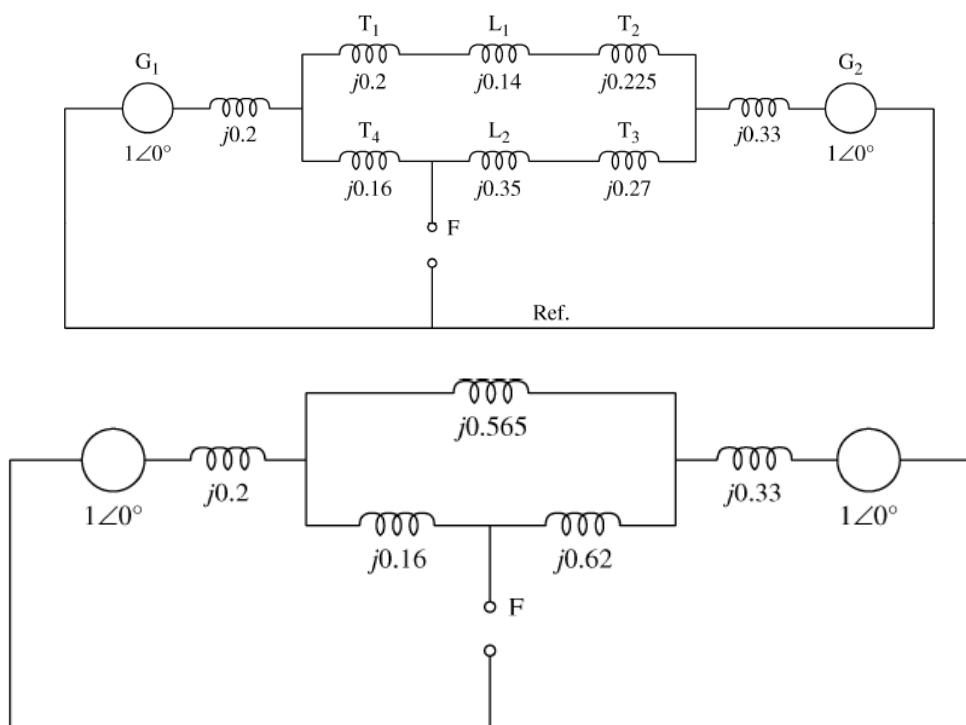 T₁ L₁ T₂
G₁ G₂
j0.2 j0.14 j0.225
j0.2 j0.33
T₄ L₂ T₃
1∠0° 1∠0°
j0.16 j0.35 j0.27
F
Ref.
j0.565
j0.2 j0.33
1∠0° 1∠0°
j0.16 j0.62
F